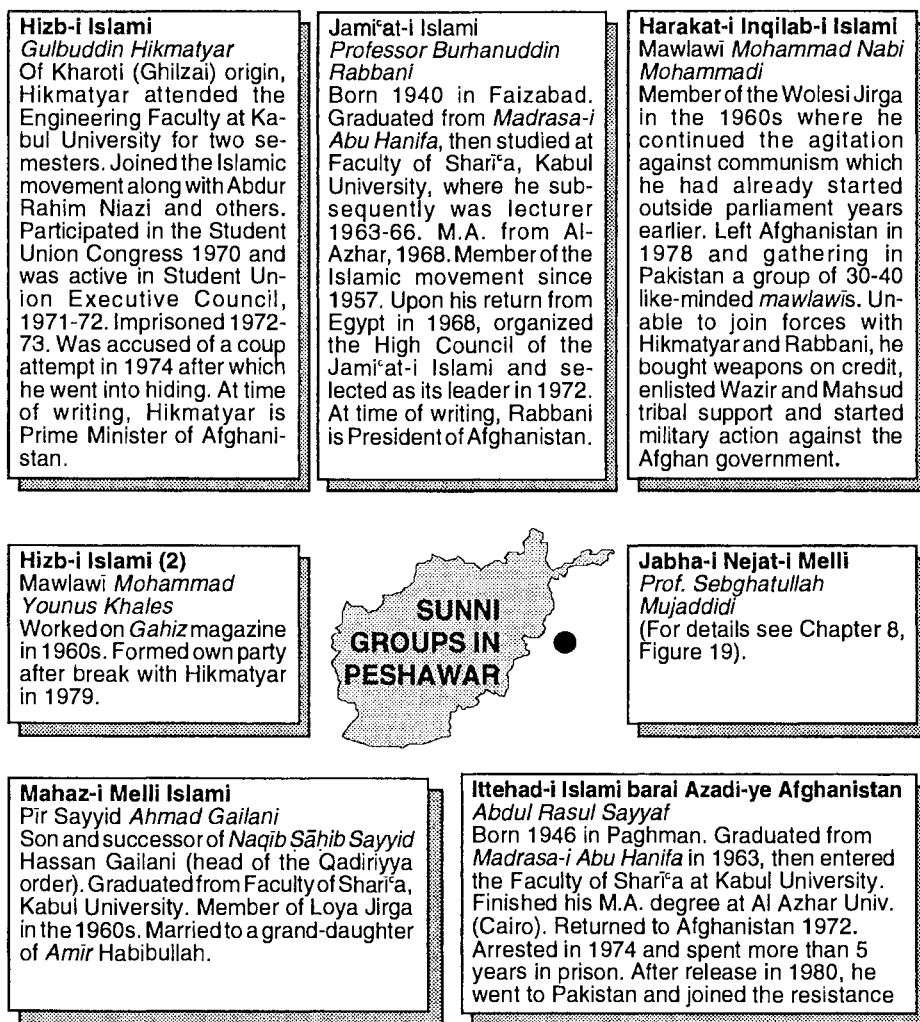 Hizb-i Islami
Gulbuddin Hikmatyar
Of Kharoti (Ghilzai) origin,
Hikmatyar attended the
Engineering Faculty at Ka-
bul University for two se-
mesters. Joined the Islamic
movement along with Abdur
Rahim Niazi and others.
Participated in the Student
Union Congress 1970 and
was active in Student Un-
ion Executive Council,
1971-72. Imprisoned 1972-
73. Was accused of a coup
attempt in 1974 after which
he went into hiding. At time
of writing, Hikmatyar is
Prime Minister of Afghani-
stan.
Jamiʿat-i Islami
Professor Burhanuddin
Rabbani
Born 1940 in Faizabad.
Graduated from Madrasa-i
Abu Hanifa, then studied at
Faculty of Sharīʿa, Kabul
University, where he sub-
sequently was lecturer
1963-66. M.A. from Al-
Azhar, 1968. Member of the
Islamic movement since
1957. Upon his return from
Egypt in 1968, organized
the High Council of the
Jamiʿat-i Islami and se-
lected as its leader in 1972.
At time of writing, Rabbani
is President of Afghanistan.
Harakat-i Inqilab-i Islami
Mawlawī Mohammad Nabi
Mohammadi
Member of the Wolesi Jirga
in the 1960s where he
continued the agitation
against communism which
he had already started
outside parliament years
earlier. Left Afghanistan in
1978 and gathering in
Pakistan a group of 30-40
like-minded mawlawīs. Un-
able to join forces with
Hikmatyar and Rabbani, he
bought weapons on credit,
enlisted Wazir and Mahsud
tribal support and started
military action against the
Afghan government.
Hizb-i Islami (2)
Mawlawī Mohammad
Younus Khales
Worked on Gahiz magazine
in 1960s. Formed own party
after break with Hikmatyar
in 1979.
SUNNI
GROUPS IN
PESHAWAR
Jabha-i Nejat-i Melli
Prof. Sebghatullah
Mujaddidi
(For details see Chapter 8,
Figure 19).
Mahaz-i Melli Islami
Pīr Sayyid Ahmad Gailani
Son and successor of Naqīb Ṣāḥib Sayyid
Hassan Gailani (head of the Qadiriyya
order). Graduated from Faculty of Sharīʿa,
Kabul University. Member of Loya Jirga
in the 1960s. Married to a grand-daughter
of Amīr Habibullah.
Ittehad-i Islami barai Azadi-ye Afghanistan
Abdul Rasul Sayyaf
Born 1946 in Paghman. Graduated from
Madrasa-i Abu Hanifa in 1963, then entered
the Faculty of Sharīʿa at Kabul University.
Finished his M.A. degree at Al Azhar Univ.
(Cairo). Returned to Afghanistan 1972.
Arrested in 1974 and spent more than 5
years in prison. After release in 1980, he
went to Pakistan and joined the resistance